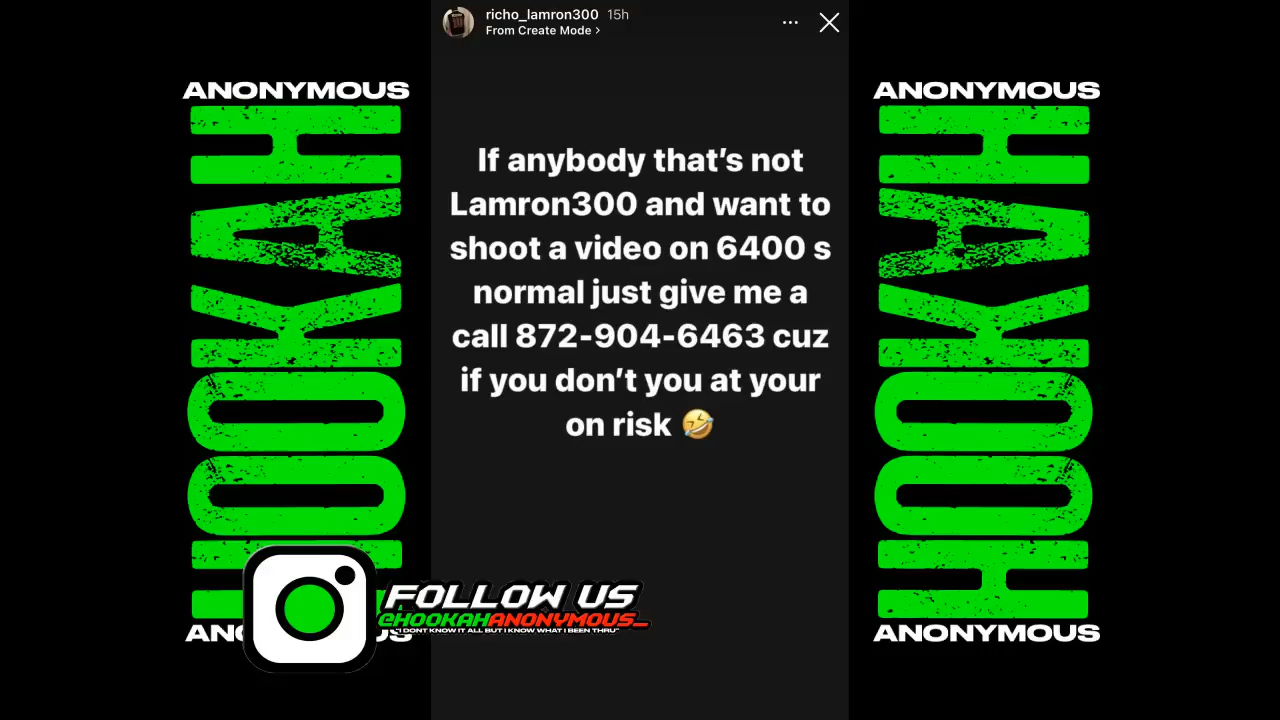 richo_lamron300 15h
From Create Mode >
ANONYMOUS
HOOKAH
ANONYMOUS
If anybody that's not
Lamron300 and want to
shoot a video on 6400 s
normal just give me a
call 872-904-6463 cuz
if you don't you at your
on risk 🤣
FOLLOW US
@HOOKAHANONYMOUS_
"I DONT KNOW IT ALL BUT I KNOW WHAT I BEEN THRU"
ANONYMOUS
HOOKAH
ANONYMOUS